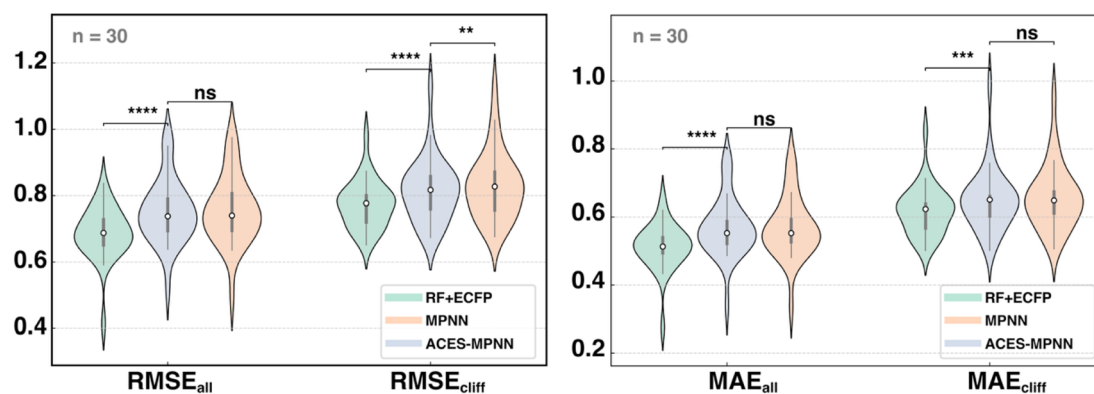 n = 30
**
****
ns
****
1.2
1.0
0.8
0.6
0.4
RF+ECFP
MPNN
ACES-MPNN
RMSEall
RMSEcliff
n = 30
ns
***
ns
****
1.0
0.8
0.6
0.4
0.2
RF+ECFP
MPNN
ACES-MPNN
MAEall
MAEcliff